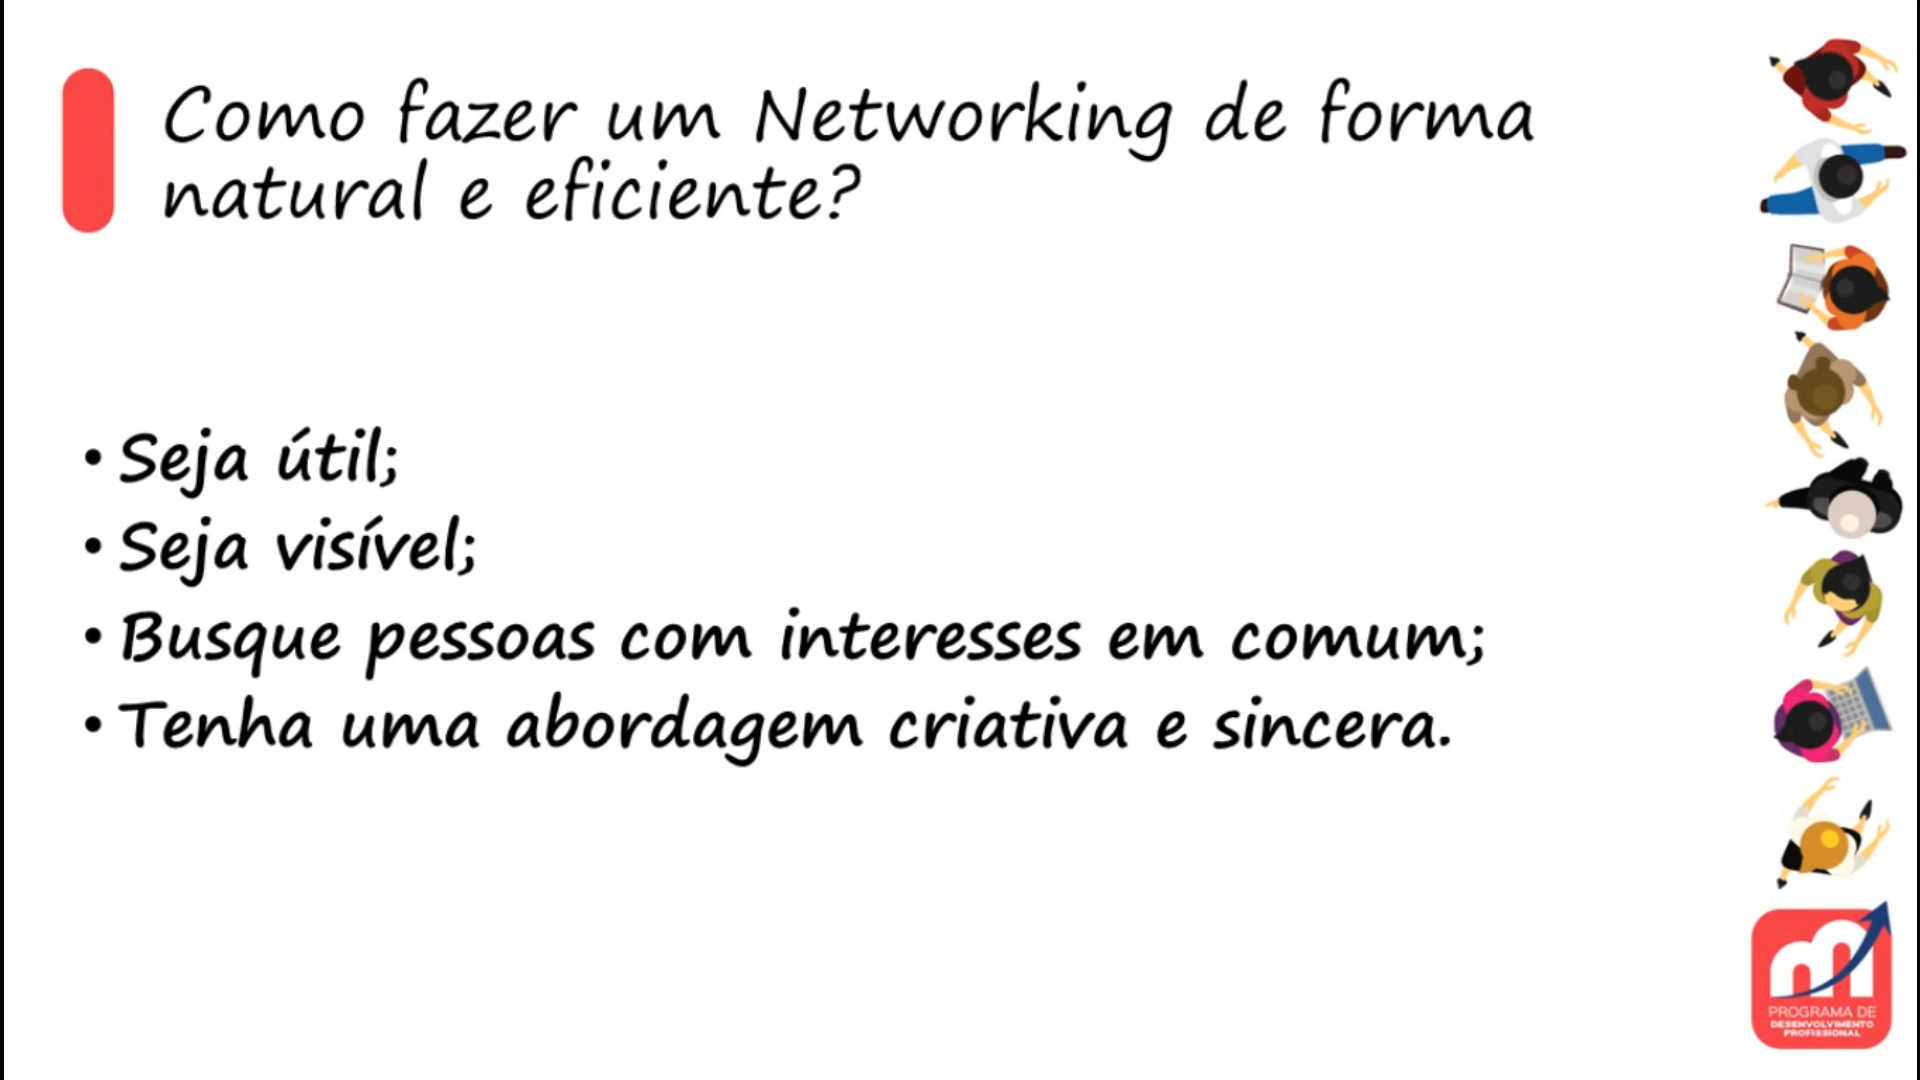 Como fazer um Networking de forma
natural e eficiente?
• Seja útil;
• Seja visível;
• Busque pessoas com interesses em comum;
• Tenha uma abordagem criativa e sincera.
PROGRAMA DE
DESENVOLVIMENTO
PROFISSIONAL